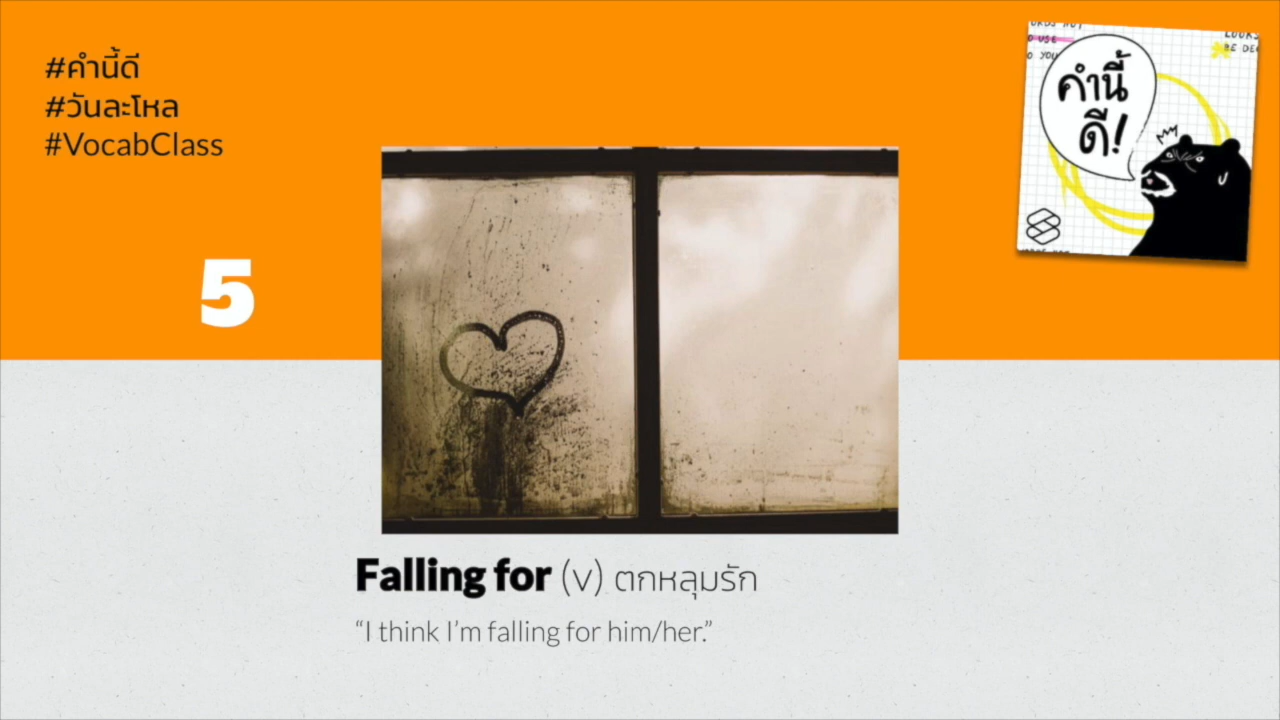 #คำนี้ดี
#วันละโหล
#VocabClass
คำนี้
ดี!
5
Falling for (v) ตกหลุมรัก
“I think I’m falling for him/her.”